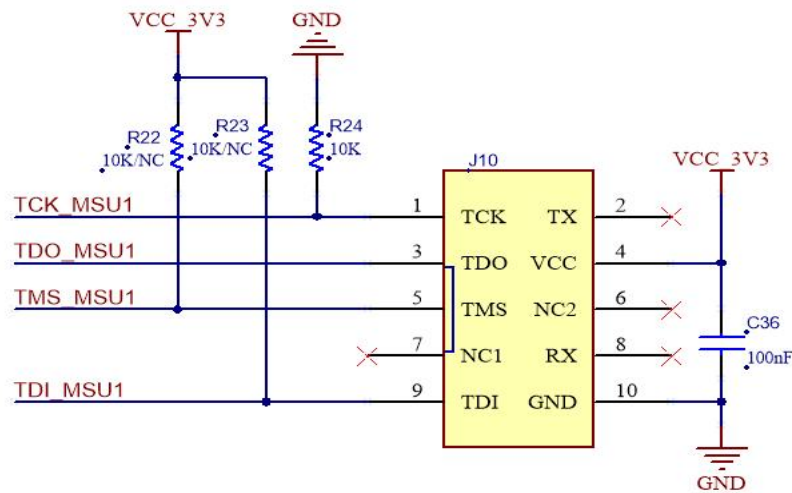 VCC_3V3
GND
R22
10K/NC
R23
10K/NC
R24
10K
J10
VCC_3V3
TCK_MSU1
1
TCK
TX
2
TDO_MSU1
3
TDO
VCC
4
TMS_MSU1
5
TMS
NC2
6
7
NC1
RX
8
C36
100nF
TDI_MSU1
9
TDI
GND
10
GND